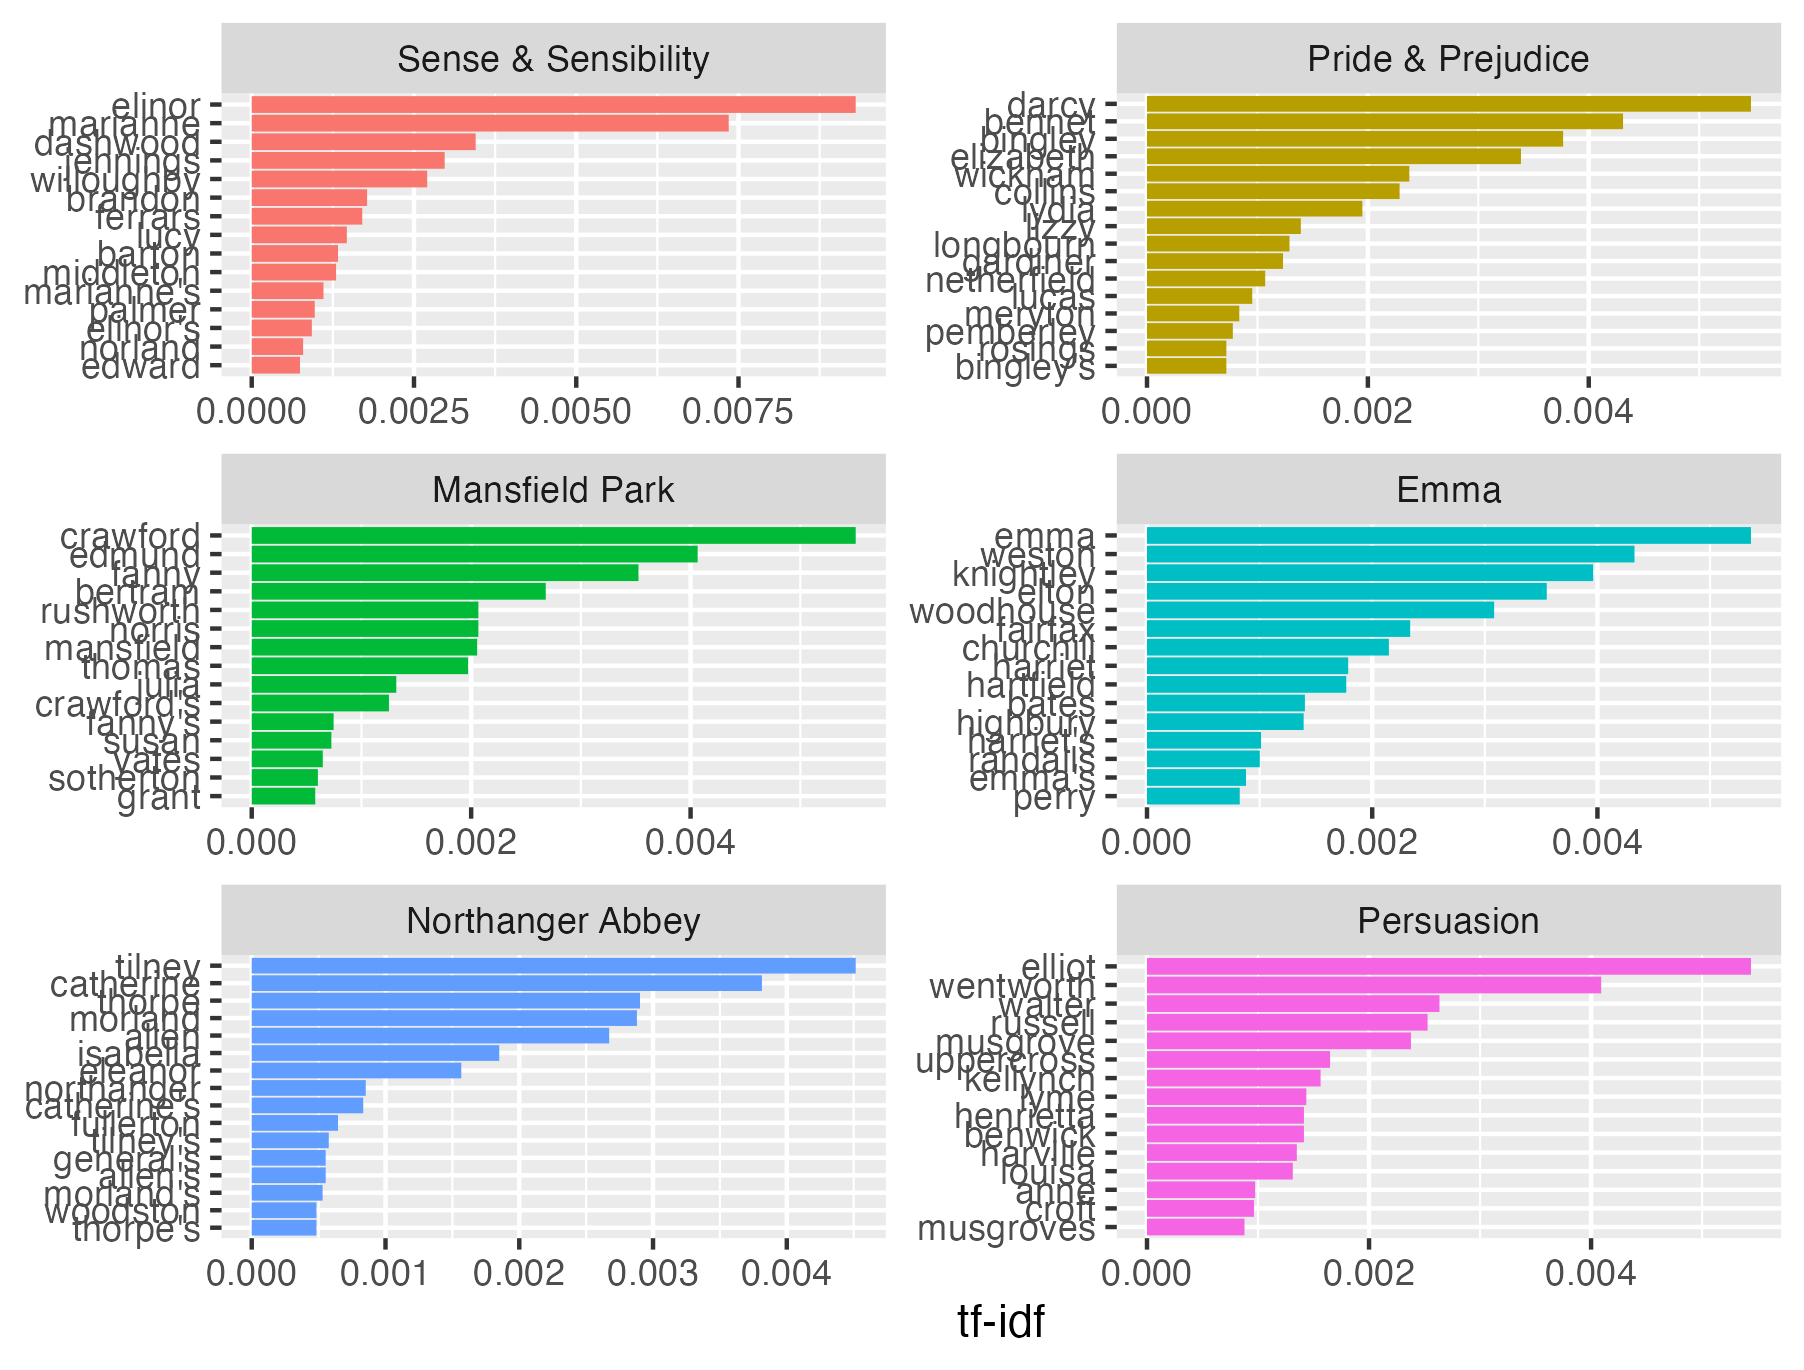 Sense & Sensibility
elinor
marianne
dashwood
jennings
willoughby
brandon
ferrars
lucy
barton
middleton
marianne's
palmer
elinor's
norland
edward
0.0000 0.0025 0.0050 0.0075
Pride & Prejudice
darcy
bennet
bingley
elizabeth
wickham
collins
lydia
lizzy
longbourn
gardiner
netherfield
lucas
meryton
pemberley
rosings
bingley's
0.000 0.002 0.004
Mansfield Park
crawford
edmund
fanny
bertram
rushworth
norris
mansfield
thomas
julia
crawford's
fanny's
susan
yates
sotherton
grant
0.000 0.002 0.004
Emma
emma
weston
knightley
elton
woodhouse
fairfax
churchill
harriet
hartfield
bates
highbury
harriet's
randalls
emma's
perry
0.000 0.002 0.004
Northanger Abbey
tilney
catherine
thorpe
morland
allen
isabella
eleanor
northanger
catherine's
fullerton
tilney's
general's
allen's
morland's
woodston
thorpe's
0.000 0.001 0.002 0.003 0.004
Persuasion
elliot
wentworth
walter
russell
musgrove
uppercross
kellynch
lyme
henrietta
benwick
harville
louisa
anne
croft
musgroves
0.000 0.002 0.004
tf-idf